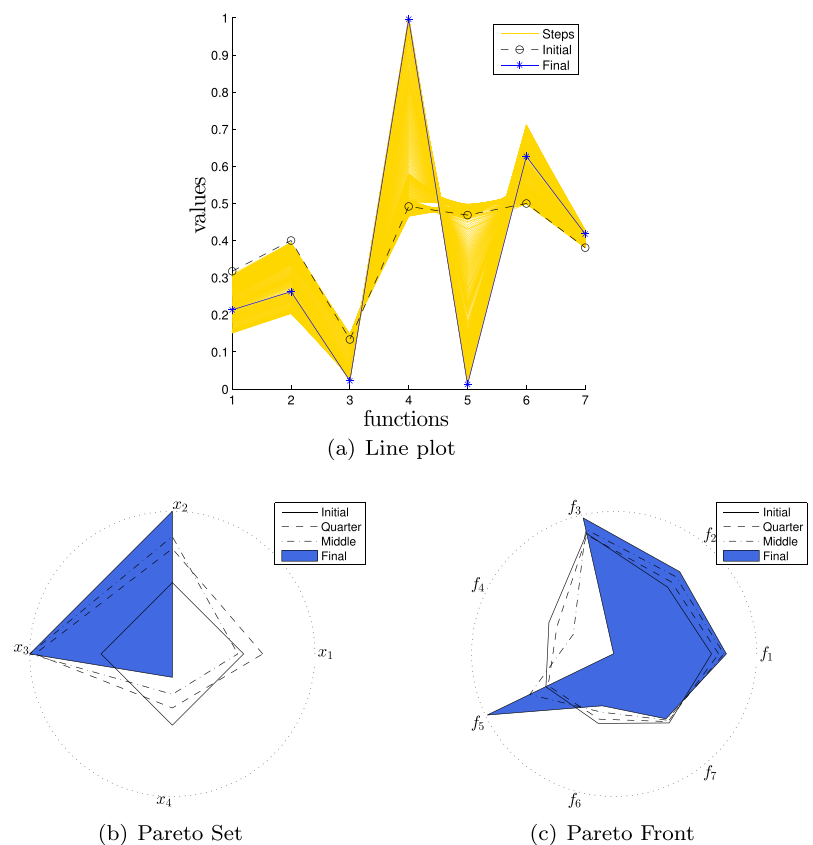 1
0.9
0.8
0.7
0.6
0.5
0.4
0.3
0.2
0.1
0
values
Steps
Initial
Final
1 2 3 4 5 6 7
functions
(a) Line plot
x2
x3
x1
x4
Initial
Quarter
Middle
Final
(b) Pareto Set
f3
f2
f4
f1
f5
f7
f6
Initial
Quarter
Middle
Final
(c) Pareto Front